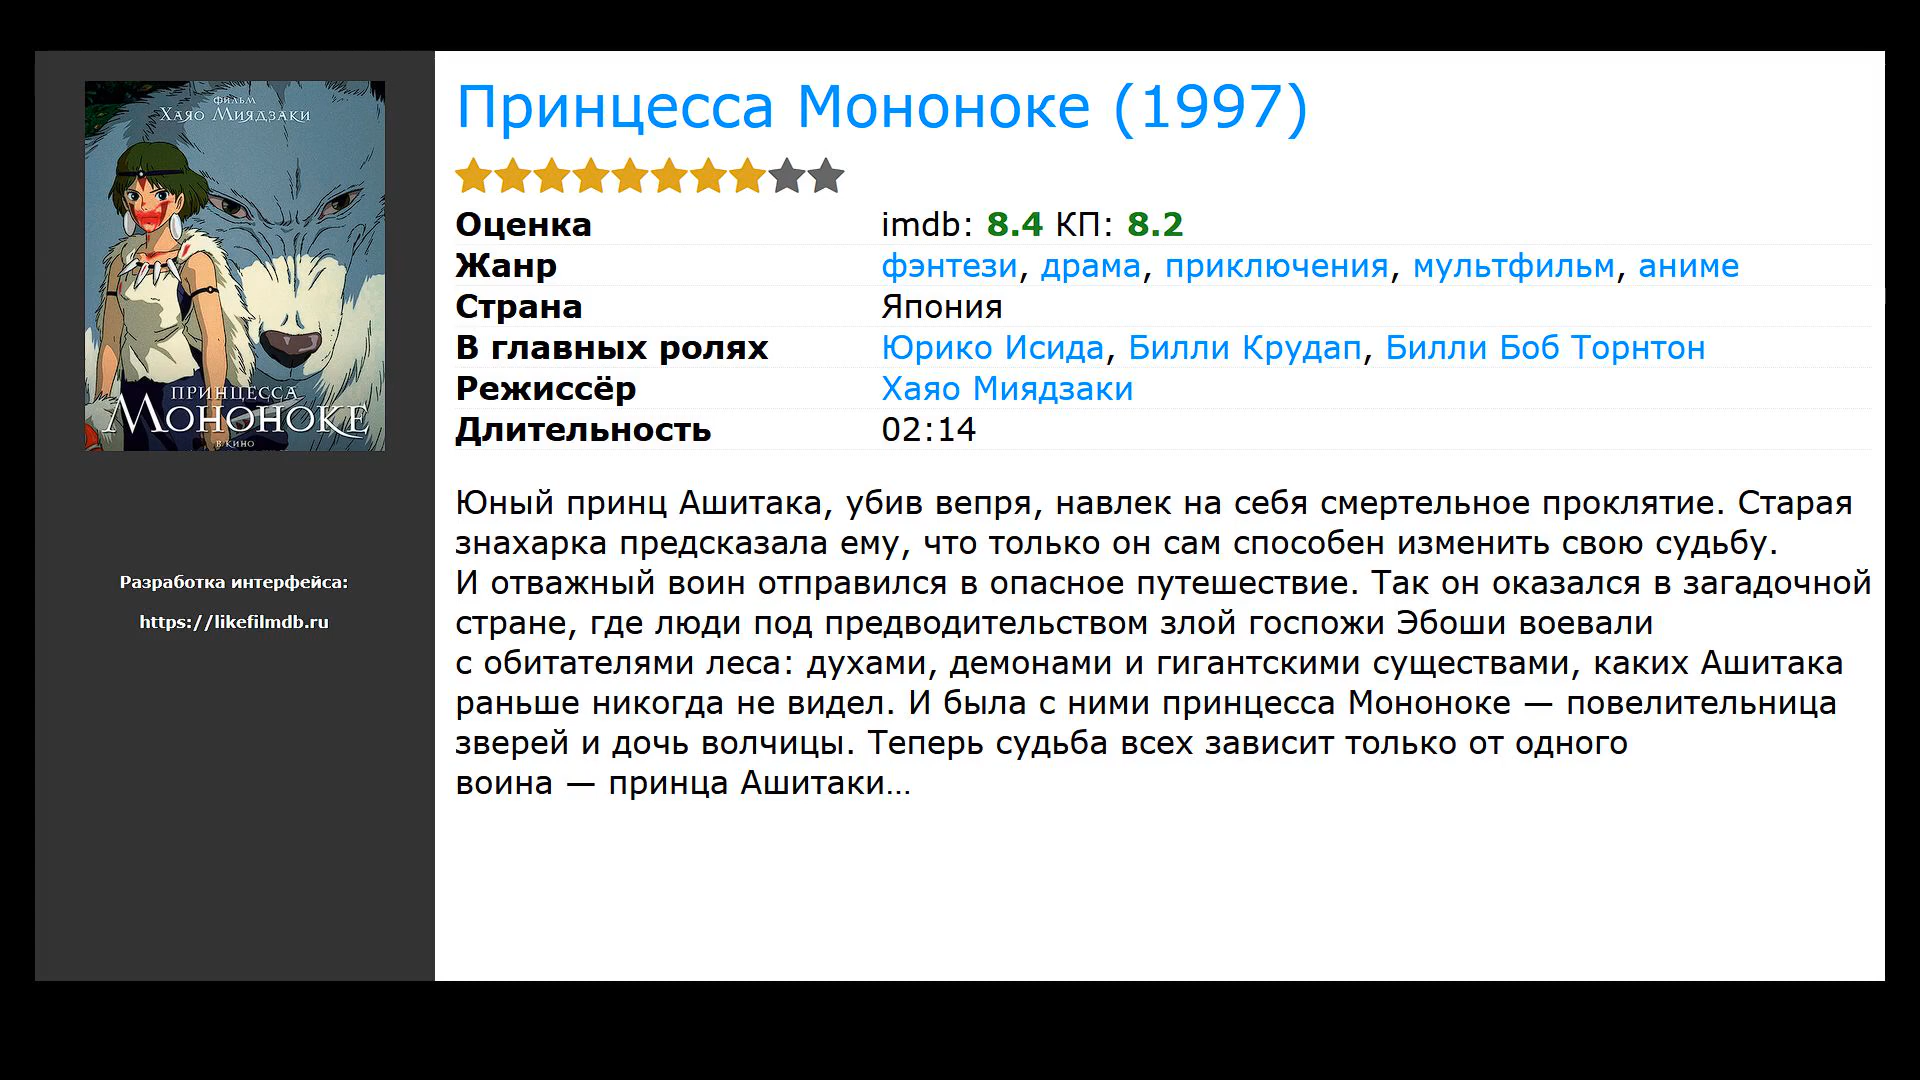 фильм
Хаяо Миядзаки
ПРИНЦЕССА
МОНОНОКЕ
В КИНО
Разработка интерфейса:
https://likefilmdb.ru
Принцесса Мононоке (1997)
Оценка imdb: 8.4 КП: 8.2
Жанр фэнтези, драма, приключения, мультфильм, аниме
Страна Япония
В главных ролях Юрико Исида, Билли Крудап, Билли Боб Торнтон
Режиссёр Хаяо Миядзаки
Длительность 02:14
Юный принц Ашитака, убив вепря, навлек на себя смертельное проклятие. Старая
знахарка предсказала ему, что только он сам способен изменить свою судьбу.
И отважный воин отправился в опасное путешествие. Так он оказался в загадочной
стране, где люди под предводительством злой госпожи Эбоши воевали
с обитателями леса: духами, демонами и гигантскими существами, каких Ашитака
раньше никогда не видел. И была с ними принцесса Мононоке — повелительница
зверей и дочь волчицы. Теперь судьба всех зависит только от одного
воина — принца Ашитаки…